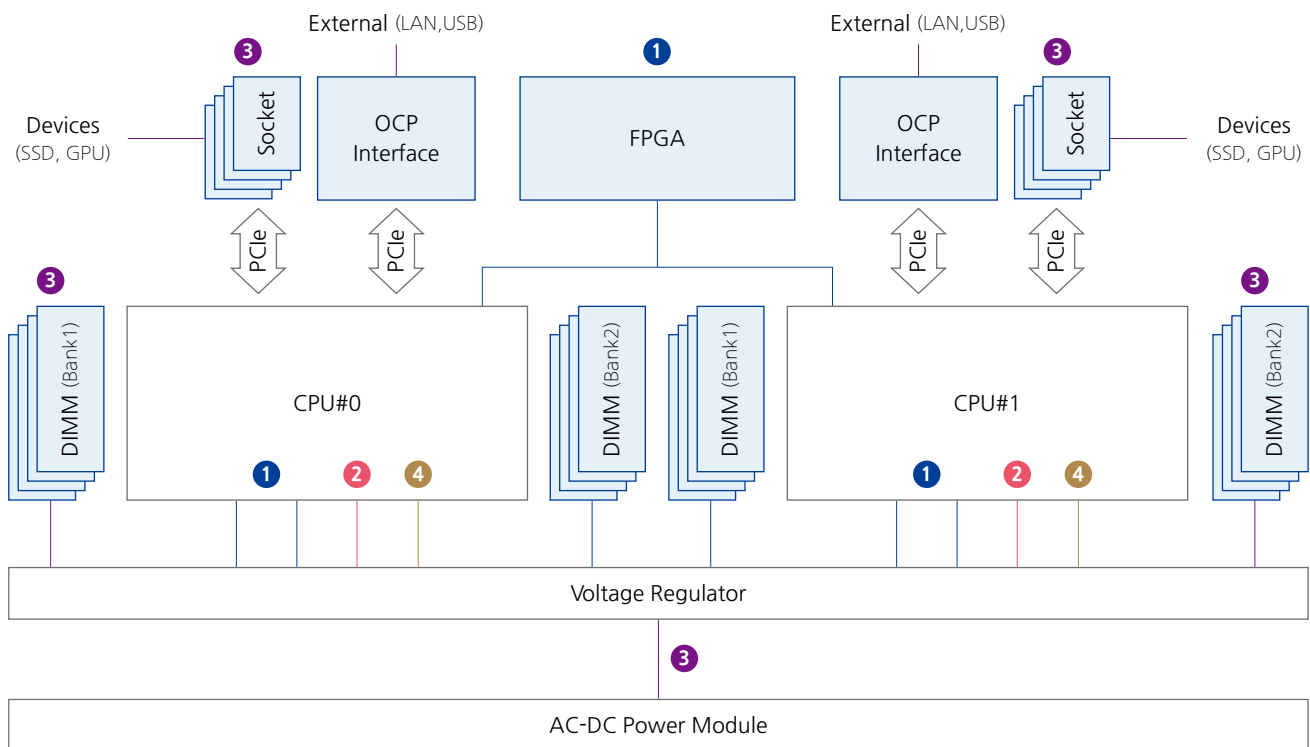 External (LAN,USB)
External (LAN,USB)
3
1
3
Devices
(SSD, GPU)
Socket
OCP
Interface
FPGA
OCP
Interface
Socket
Devices
(SSD, GPU)
PCIe
PCIe
PCIe
PCIe
3
3
DIMM (Bank1)
CPU#0
DIMM (Bank2)
DIMM (Bank1)
CPU#1
DIMM (Bank2)
1
2
4
1
2
4
Voltage Regulator
3
AC-DC Power Module